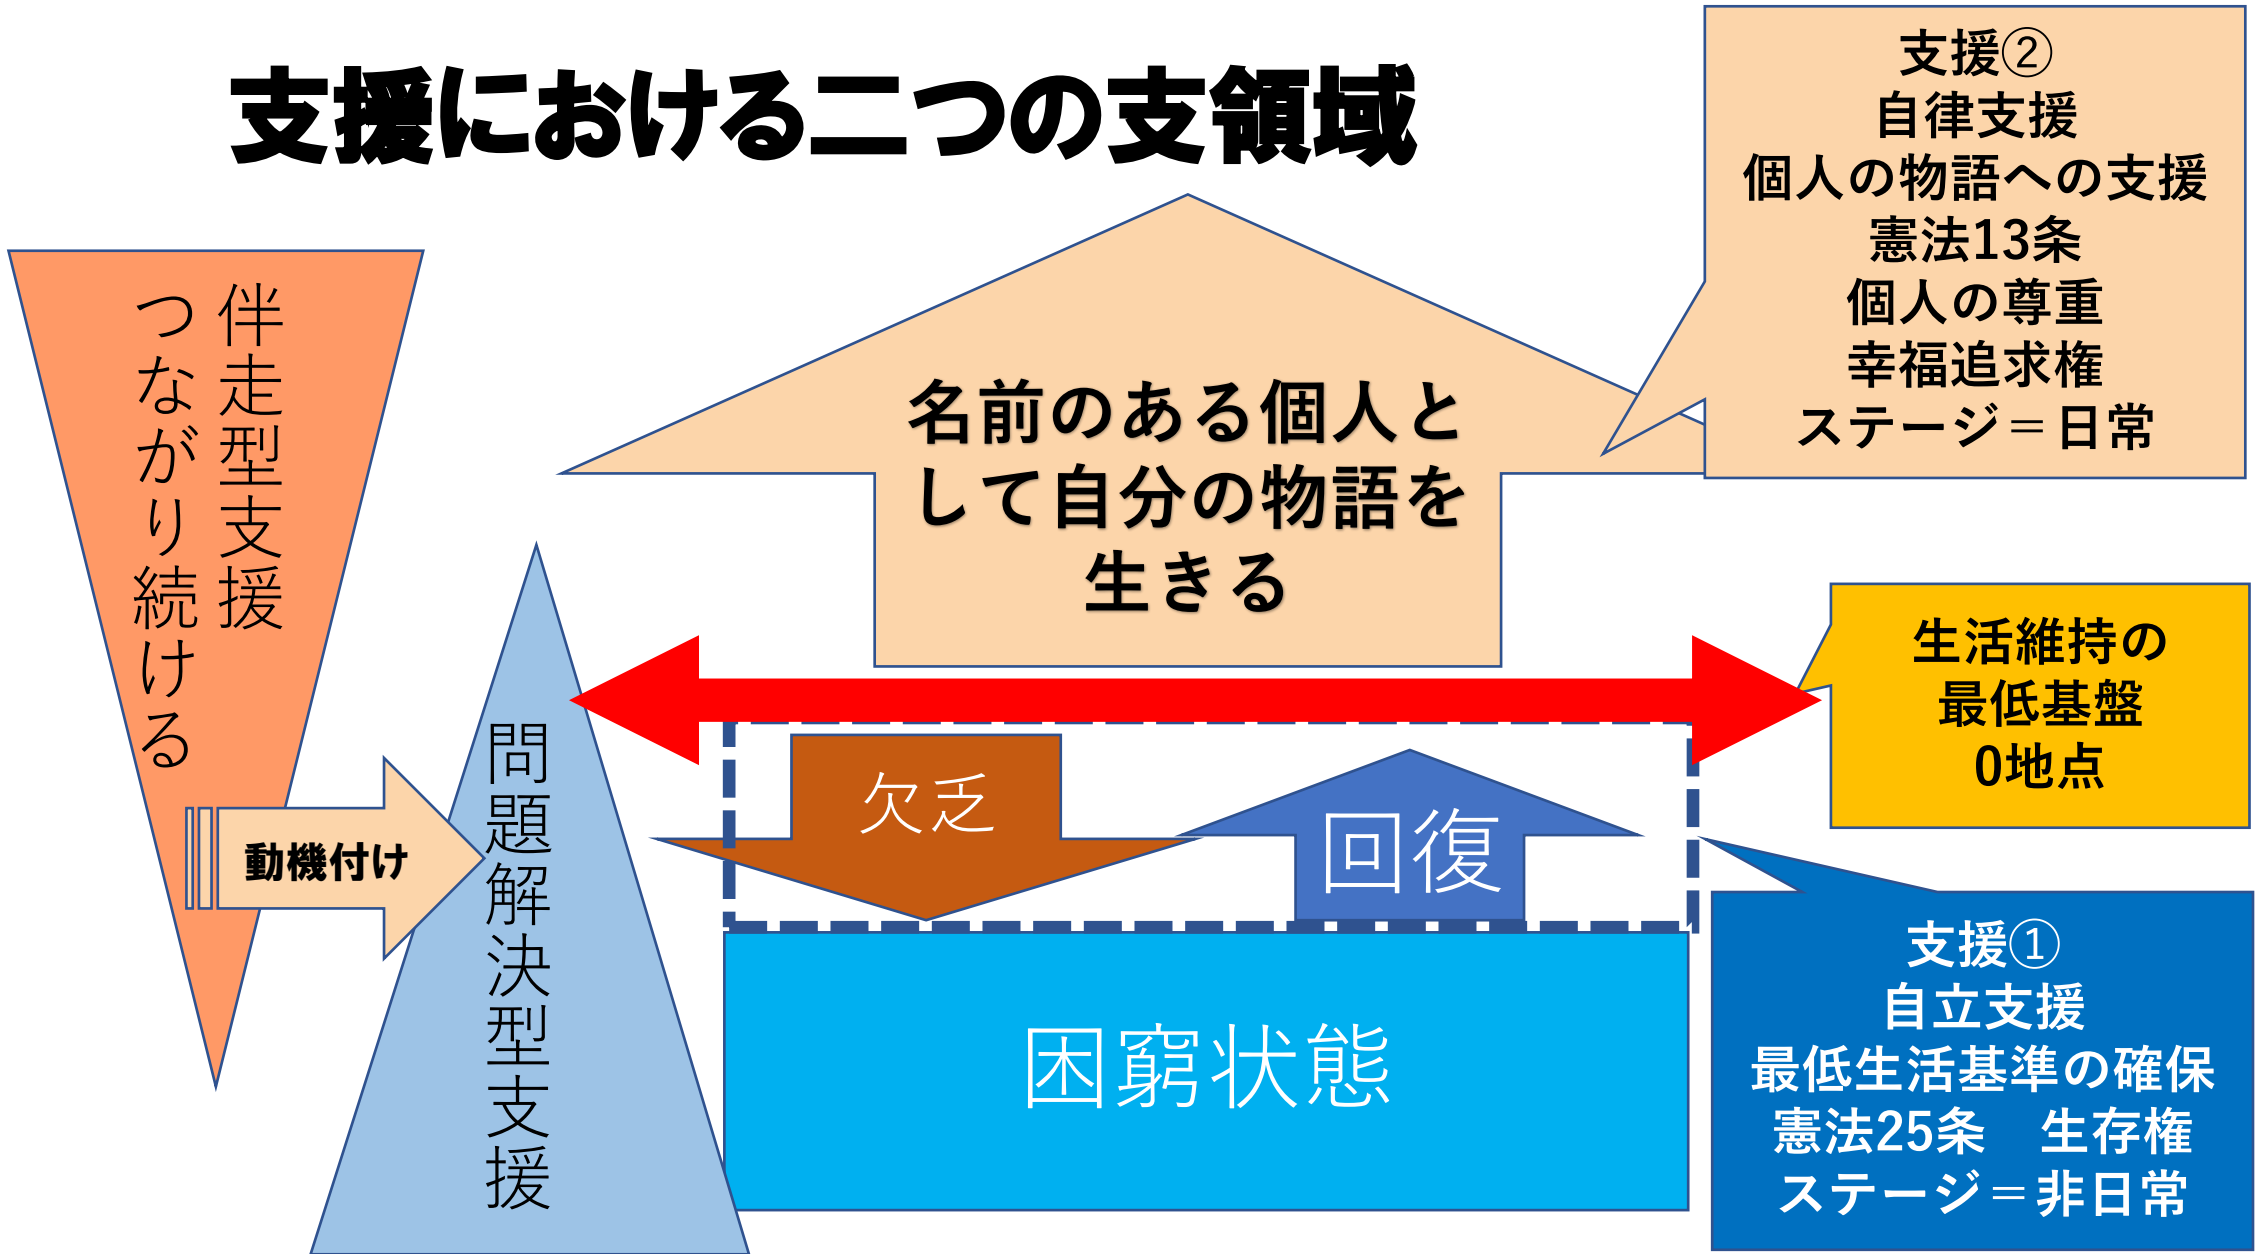 支援における二つの支領域
支援②
自律支援
個人の物語への支援
憲法13条
個人の尊重
幸福追求権
ステージ＝日常
伴走型支援
つながり続ける
名前のある個人と
して自分の物語を
生きる
生活維持の
最低基盤
0地点
動機付け
問題解決型支援
欠乏
回復
困窮状態
支援①
自立支援
最低生活基準の確保
憲法25条　生存権
ステージ＝非日常